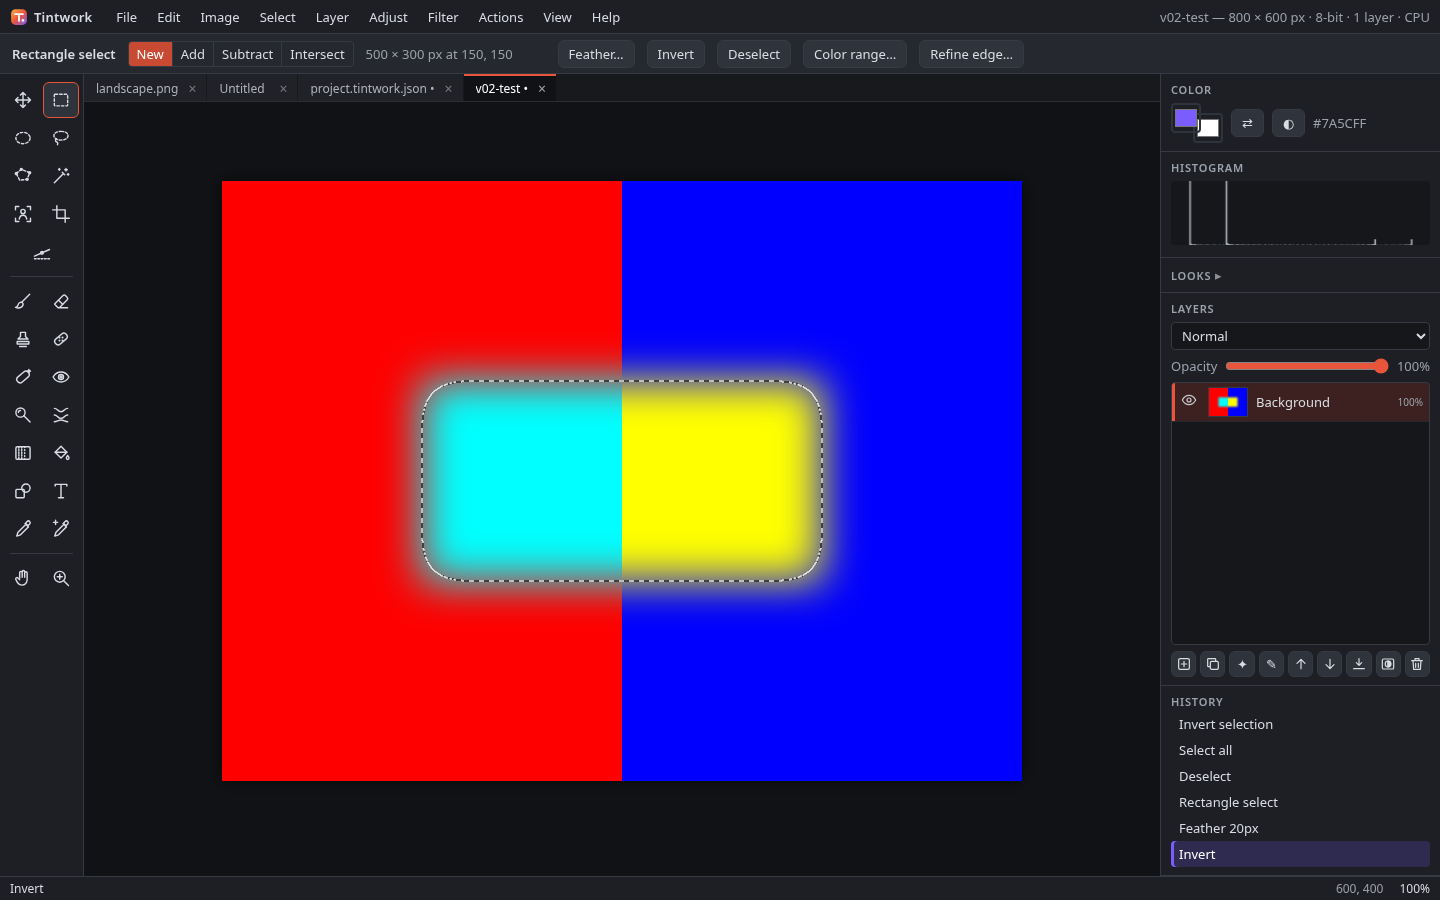 Tintwork File Edit Image Select Layer Adjust Filter Actions View Help v02-test — 800 × 600 px · 8-bit · 1 layer · CPU
Rectangle select New Add Subtract Intersect 500 × 300 px at 150, 150 Feather... Invert Deselect Color range... Refine edge...
landscape.png × Untitled × project.tintwork.json • × v02-test • ×
COLOR
#7A5CFF
HISTOGRAM
LOOKS ▸
LAYERS
Normal
Opacity 100%
Background 100%
HISTORY
Invert selection
Select all
Deselect
Rectangle select
Feather 20px
Invert
Invert 600, 400 100%